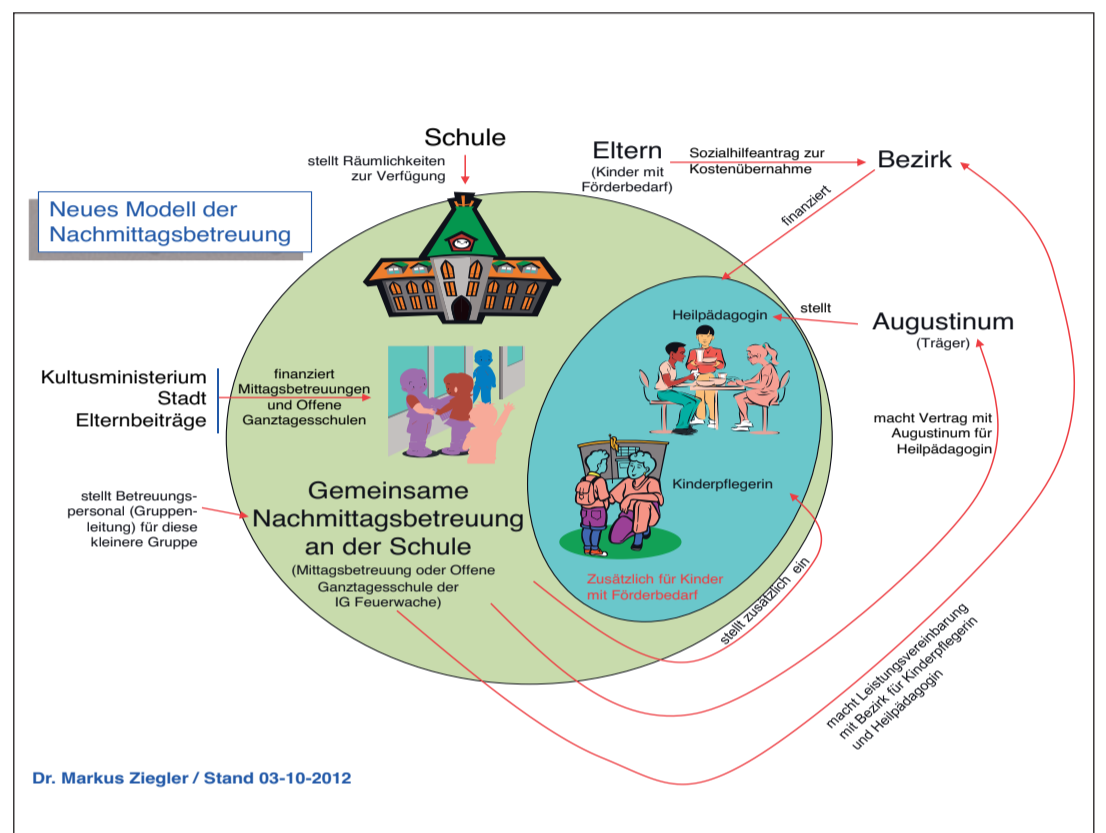 Schule
stellt Räumlichkeiten
zur Verfügung
Eltern
(Kinder mit
Förderbedarf)
Sozialhilfeantrag zur
Kostenübernahme
Bezirk
Neues Modell der
Nachmittagsbetreuung
finanziert
Heilpädagogin
stellt
Augustinum
(Träger)
Kultusministerium
Stadt
Elternbeiträge
finanziert
Mittagsbetreuungen
und Offene
Ganztagesschulen
macht Vertrag mit
Augustinum für
Heilpädagogin
Kinderpflegerin
stellt Betreuungs-
personal (Gruppen-
leitung) für diese
kleinere Gruppe
Gemeinsame
Nachmittagsbetreuung
an der Schule
(Mittagsbetreuung oder Offene
Ganztagesschule der
IG Feuerwache)
Zusätzlich für Kinder
mit Förderbedarf
stellt zusätzlich ein
macht Leistungsvereinbarung
mit Bezirk für Kinderpflegerin
und Heilpädagogin
Dr. Markus Ziegler / Stand 03-10-2012